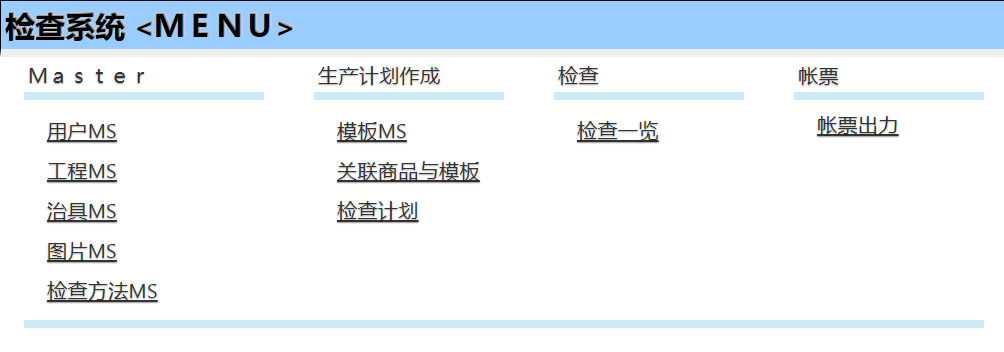 检查系统 <ＭＥＮＵ>
Ｍａｓｔｅｒ
用户MS
工程MS
治具MS
图片MS
检查方法MS
生产计划作成
模板MS
关联商品与模板
检查计划
检查
检查一览
帐票
帐票出力